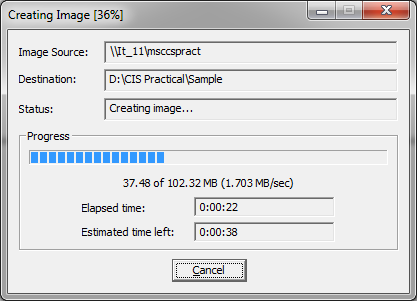 Creating Image [36%]
Image Source: \\It_11\msccspract
Destination: D:\CIS Practical\Sample
Status: Creating image...
Progress
37.48 of 102.32 MB (1.703 MB/sec)
Elapsed time: 0:00:22
Estimated time left: 0:00:38
Cancel